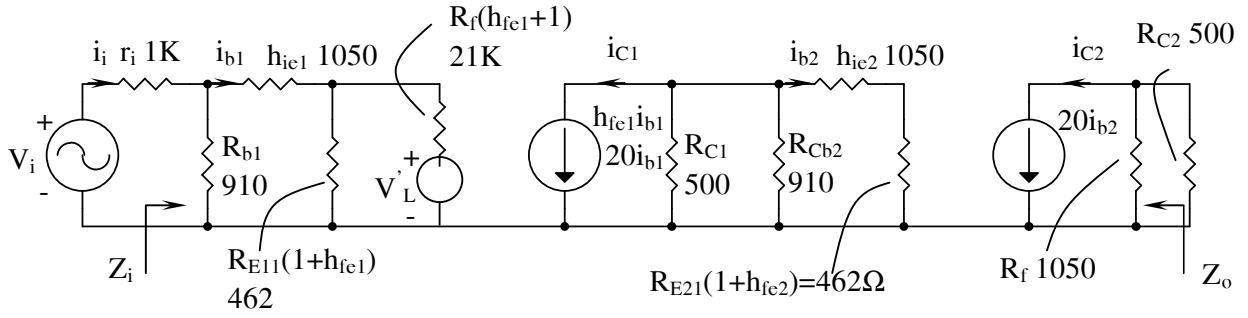 R_f(h_fe1+1)
21K
i_i r_i 1K
i_b1
h_ie1 1050
i_C1
i_b2
h_ie2 1050
i_C2
R_C2 500
+
V_i
-
R_b1
910
+
V'_L
-
h_fe1i_b1
20i_b1
R_C1
500
R_Cb2
910
20i_b2
Z_i
R_E11(1+h_fe1)
462
R_E21(1+h_fe2)=462Ω
R_f 1050
Z_o